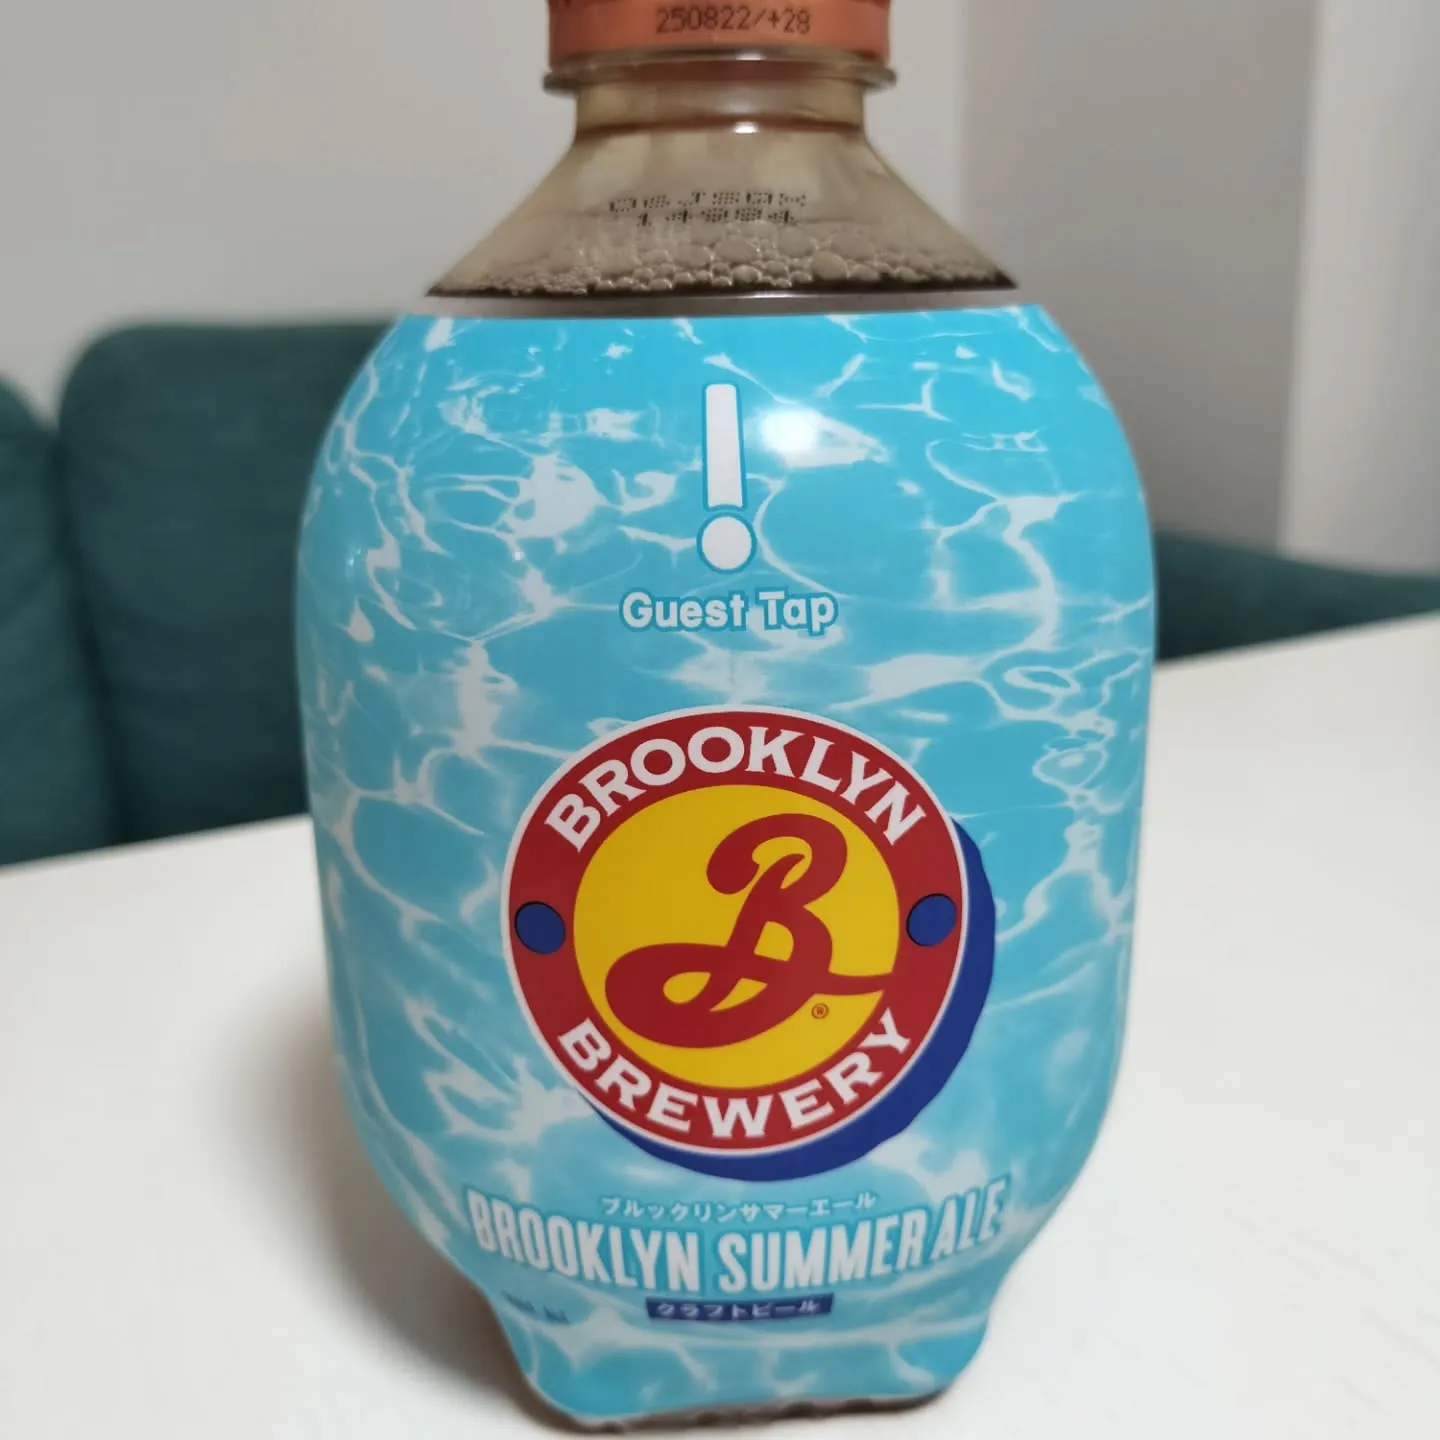 250822/+28
!
Guest Tap
BROOKLYN
B
®
BREWERY
ブルックリンサマーエール
BROOKLYN SUMMER ALE
クラフトビール